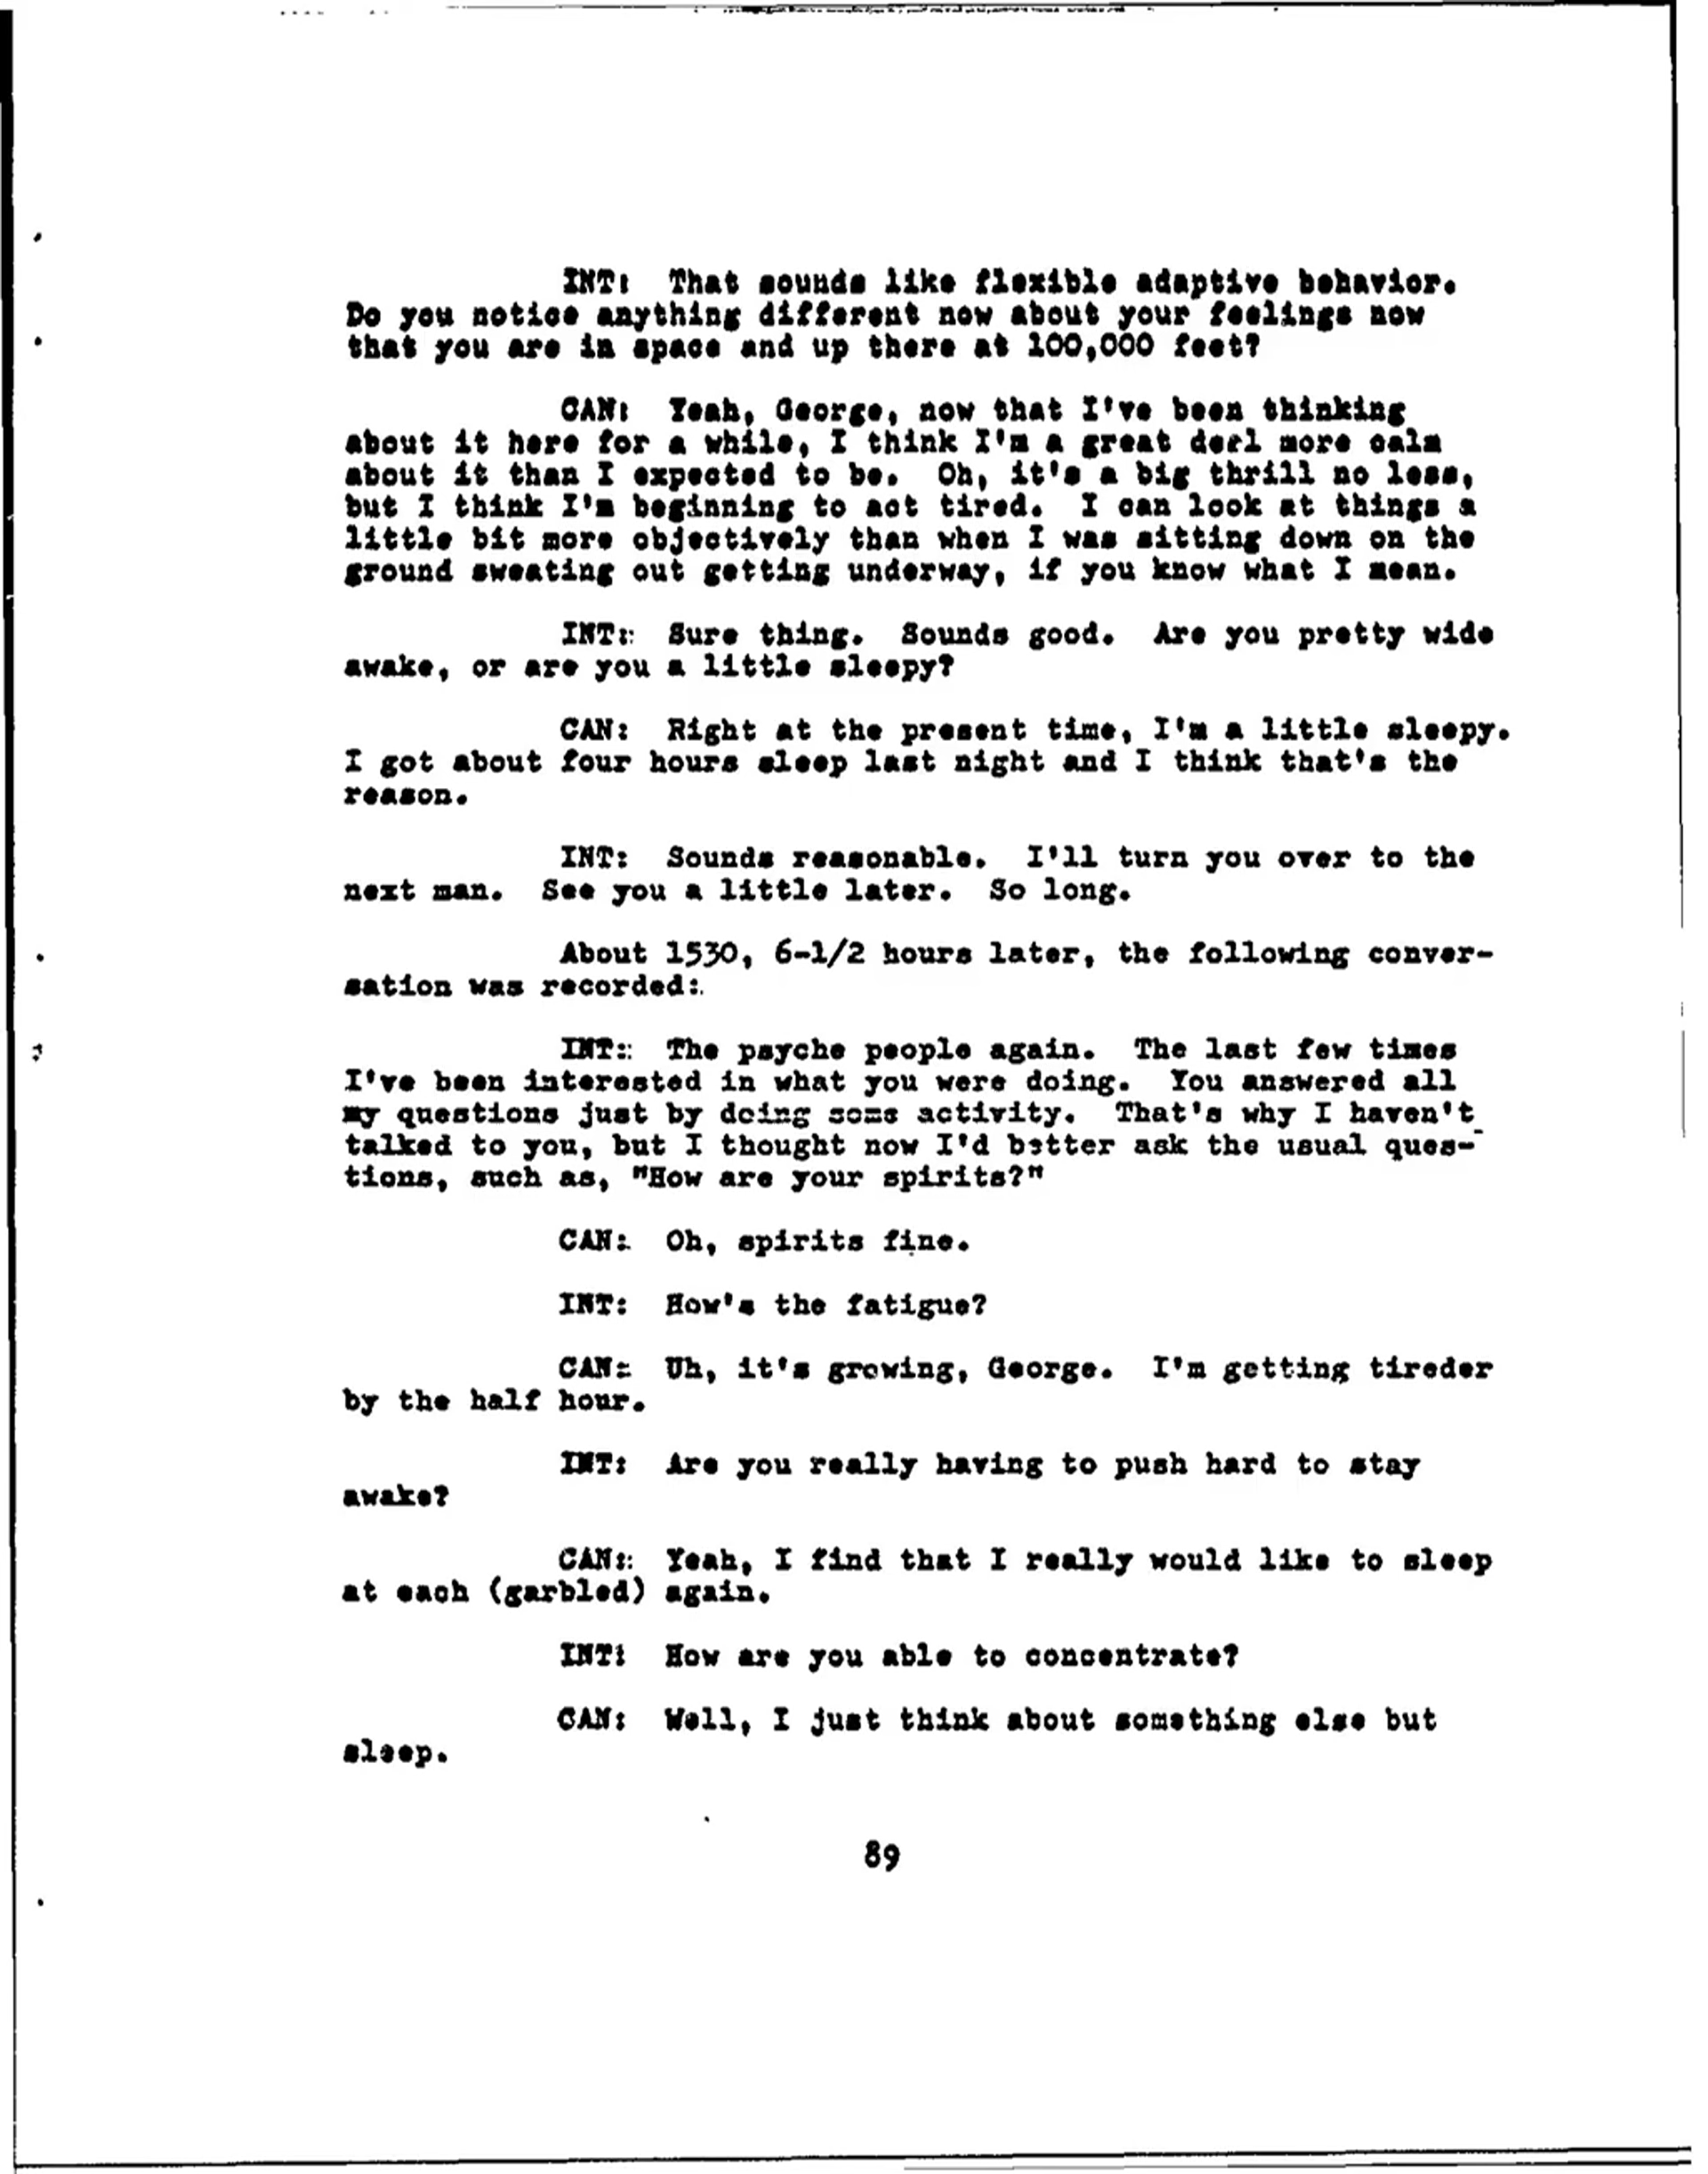 INT: That sounds like flexible adaptive behavior.
Do you notice anything different now about your feelings now
that you are in space and up there at 100,000 feet?
CAN: Yeah, George, now that I've been thinking
about it here for a while, I think I'm a great deal more calm
about it than I expected to be. Oh, it's a big thrill no less,
but I think I'm beginning to act tired. I can look at things a
little bit more objectively than when I was sitting down on the
ground sweating out getting underway, if you know what I mean.
INT: Sure thing. Sounds good. Are you pretty wide
awake, or are you a little sleepy?
CAN: Right at the present time, I'm a little sleepy.
I got about four hours sleep last night and I think that's the
reason.
INT: Sounds reasonable. I'll turn you over to the
next man. See you a little later. So long.
About 1530, 6-1/2 hours later, the following conver-
sation was recorded:
INT: The psyche people again. The last few times
I've been interested in what you were doing. You answered all
my questions just by doing some activity. That's why I haven't
talked to you, but I thought now I'd better ask the usual ques-
tions, such as, "How are your spirits?"
CAN: Oh, spirits fine.
INT: How's the fatigue?
CAN: Uh, it's growing, George. I'm getting tireder
by the half hour.
INT: Are you really having to push hard to stay
awake?
CAN: Yeah, I find that I really would like to sleep
at each (garbled) again.
INT: How are you able to concentrate?
CAN: Well, I just think about something else but
sleep.
89